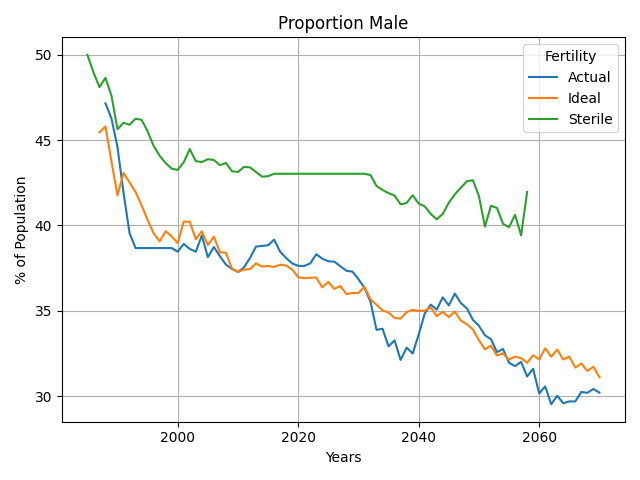 Proportion Male
% of Population
50
45
40
35
30
Fertility
Actual
Ideal
Sterile
2000
2020
2040
2060
Years